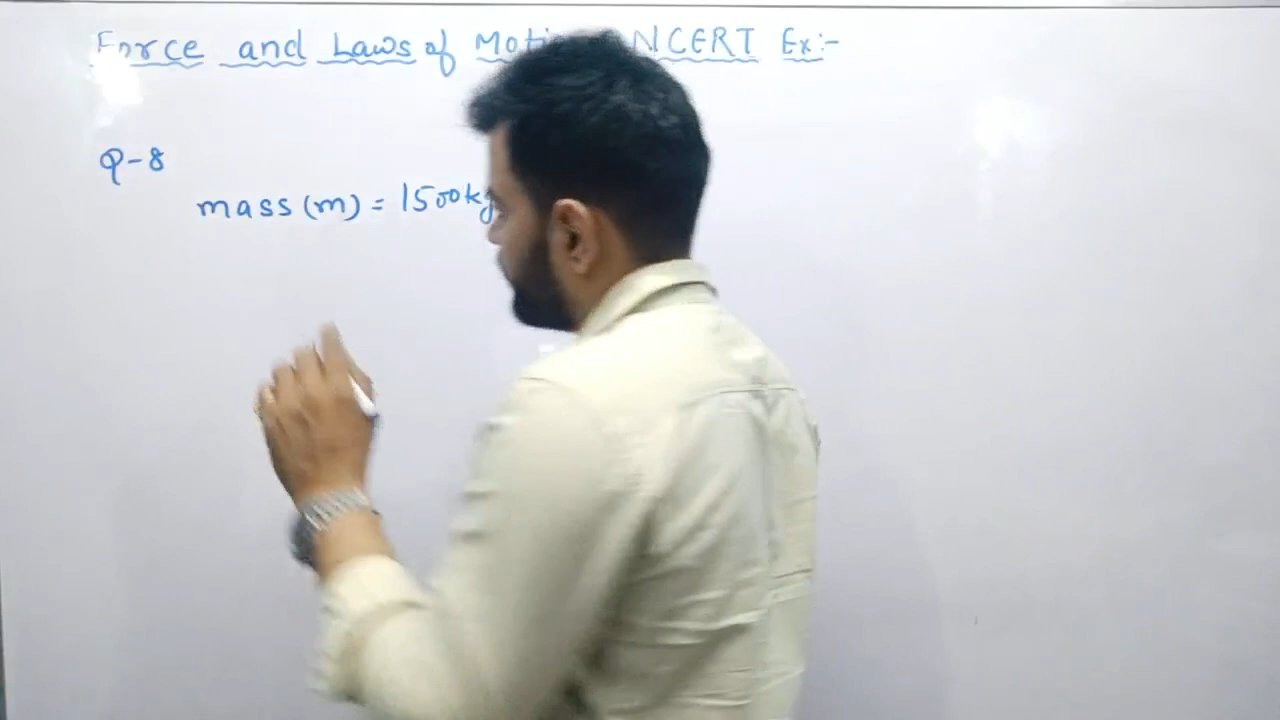 Force and Laws of NCERT Ex:-
Q-8
mass (m) = 1500kg